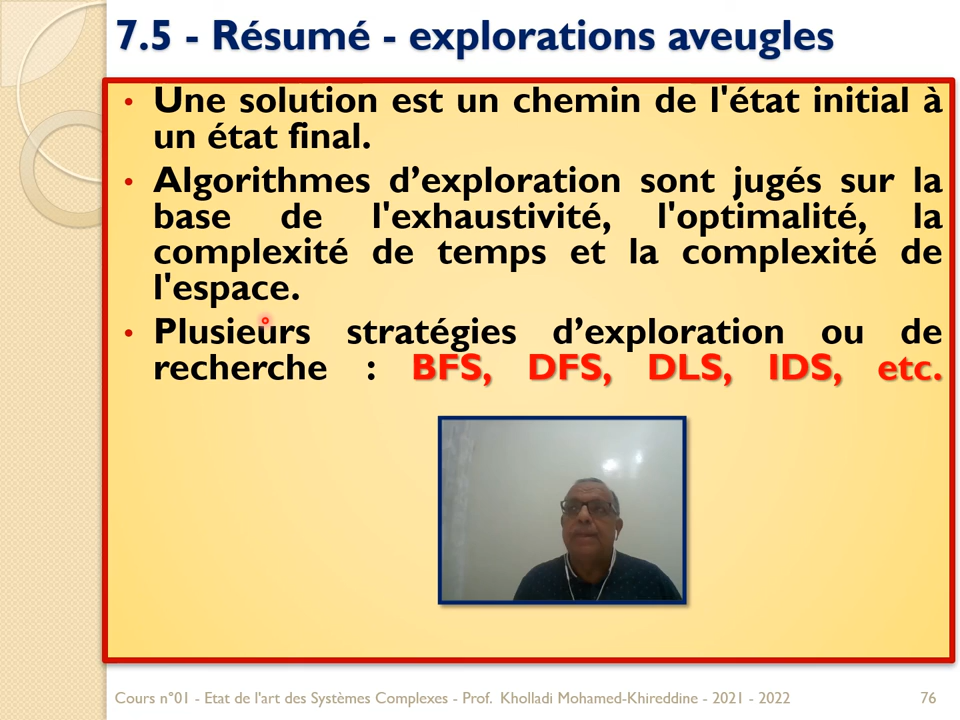 7.5 - Résumé - explorations aveugles
• Une solution est un chemin de l'état initial à
un état final.
• Algorithmes d’exploration sont jugés sur la
base de l'exhaustivité, l'optimalité, la
complexité de temps et la complexité de
l'espace.
• Plusieurs stratégies d’exploration ou de
recherche : BFS, DFS, DLS, IDS, etc.
Cours n°01 - Etat de l'art des Systèmes Complexes - Prof. Kholladi Mohamed-Khireddine - 2021 - 2022 76